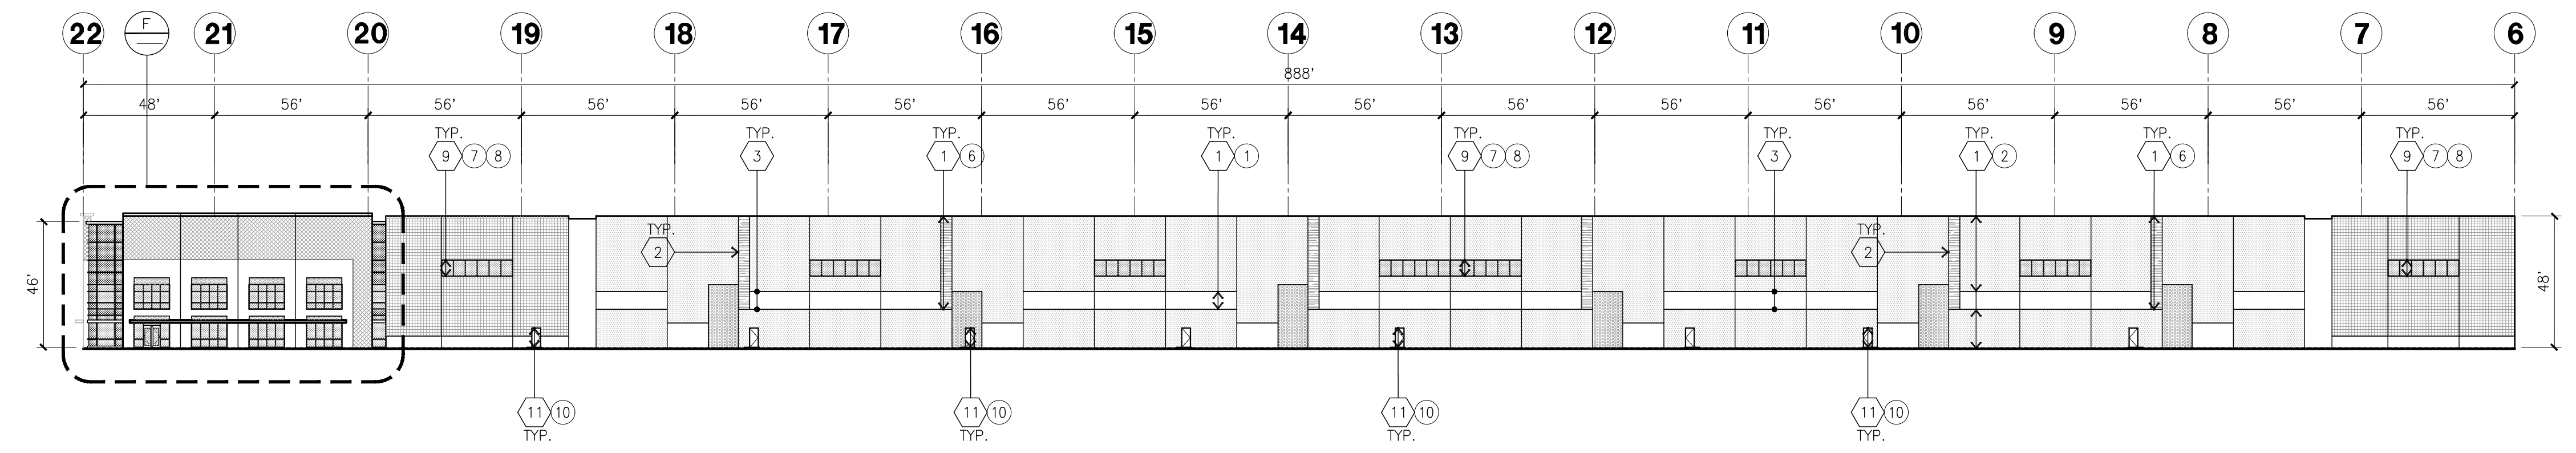 22 F 21 20 19 18 17 16 15 14 13 12 11 10 9 8 7 6
888'
48' 56' 56' 56' 56' 56' 56' 56' 56' 56' 56' 56' 56' 56' 56' 56'
TYP. TYP. TYP. TYP. TYP. TYP. TYP. TYP. TYP.
9 7 8 3 1 6 1 1 9 7 8 3 1 2 1 6 9 7 8
TYP. TYP.
2 2
46' 48'
11 10 11 10 11 10 11 10
TYP. TYP. TYP. TYP.